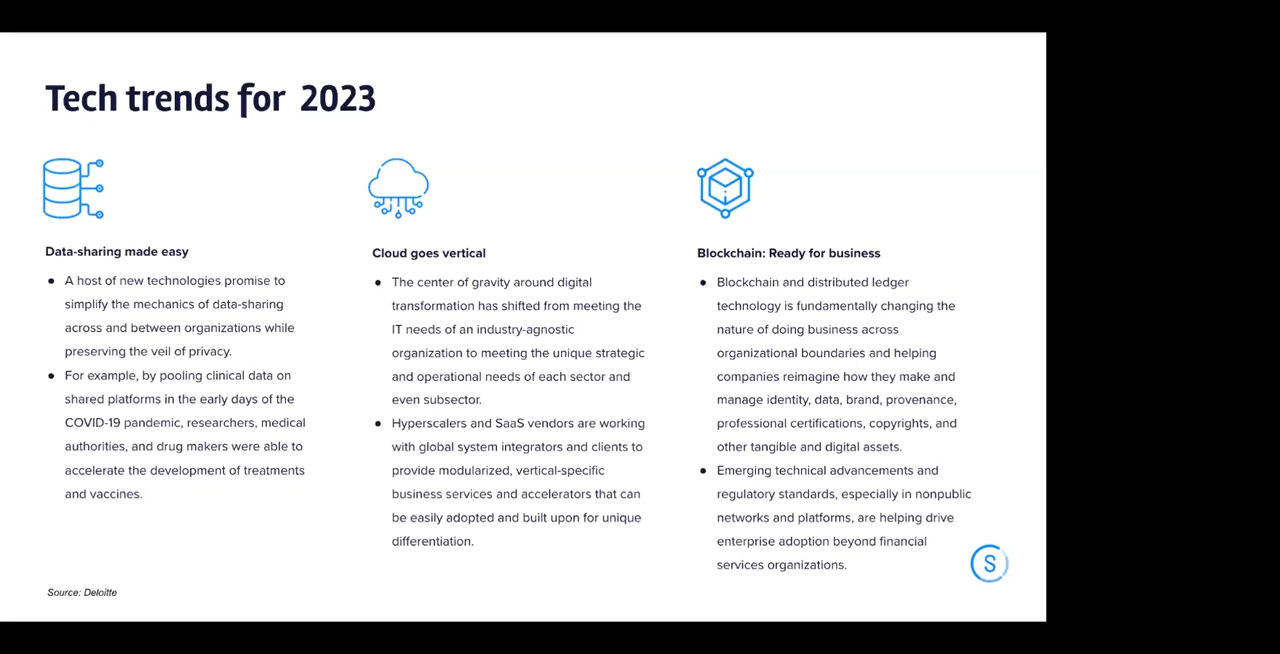 Tech trends for 2023
Data-sharing made easy
● A host of new technologies promise to
simplify the mechanics of data-sharing
across and between organizations while
preserving the veil of privacy.
● For example, by pooling clinical data on
shared platforms in the early days of the
COVID-19 pandemic, researchers, medical
authorities, and drug makers were able to
accelerate the development of treatments
and vaccines.
Cloud goes vertical
● The center of gravity around digital
transformation has shifted from meeting the
IT needs of an industry-agnostic
organization to meeting the unique strategic
and operational needs of each sector and
even subsector.
● Hyperscalers and SaaS vendors are working
with global system integrators and clients to
provide modularized, vertical-specific
business services and accelerators that can
be easily adopted and built upon for unique
differentiation.
Blockchain: Ready for business
● Blockchain and distributed ledger
technology is fundamentally changing the
nature of doing business across
organizational boundaries and helping
companies reimagine how they make and
manage identity, data, brand, provenance,
professional certifications, copyrights, and
other tangible and digital assets.
● Emerging technical advancements and
regulatory standards, especially in nonpublic
networks and platforms, are helping drive
enterprise adoption beyond financial
services organizations.
S
Source: Deloitte